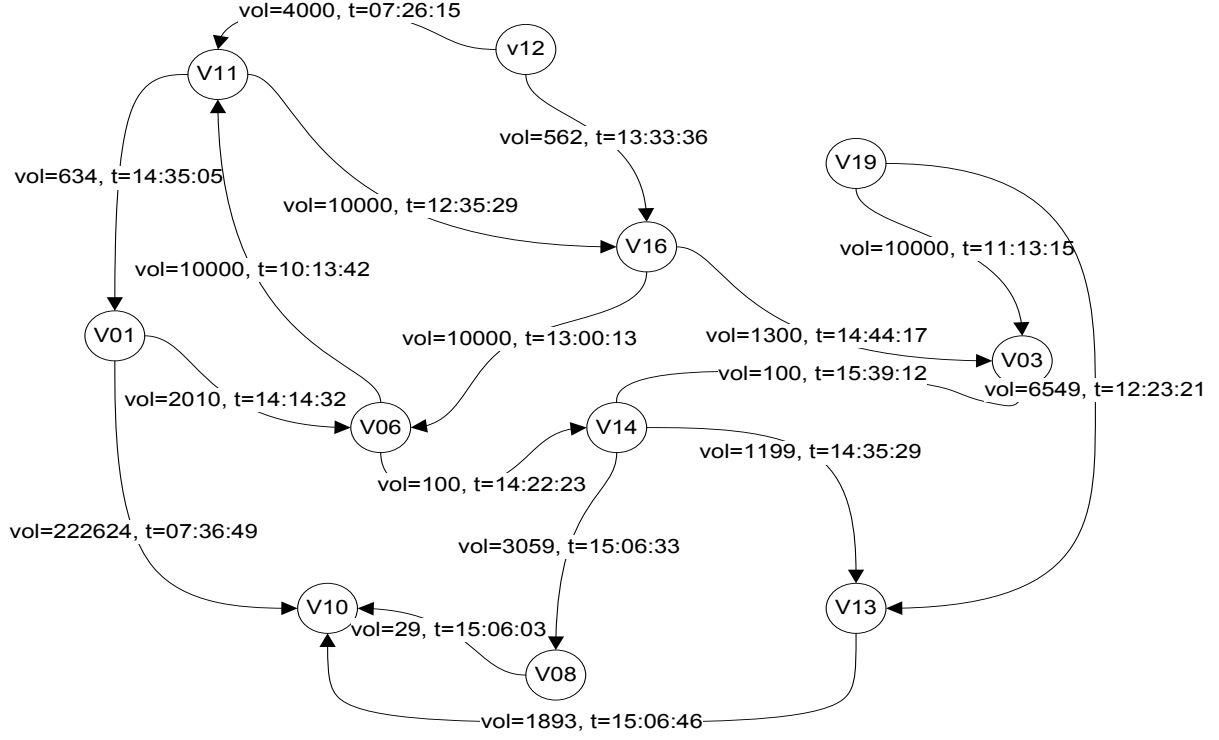 vol=4000, t=07:26:15
v12
V11
vol=562, t=13:33:36
V19
vol=634, t=14:35:05
vol=10000, t=12:35:29
V16
vol=10000, t=11:13:15
vol=10000, t=10:13:42
V01
vol=10000, t=13:00:13
vol=1300, t=14:44:17
V03
vol=100, t=15:39:12
vol=6549, t=12:23:21
vol=2010, t=14:14:32
V06
V14
vol=1199, t=14:35:29
vol=100, t=14:22:23
vol=222624, t=07:36:49
vol=3059, t=15:06:33
V10
V13
vol=29, t=15:06:03
V08
vol=1893, t=15:06:46